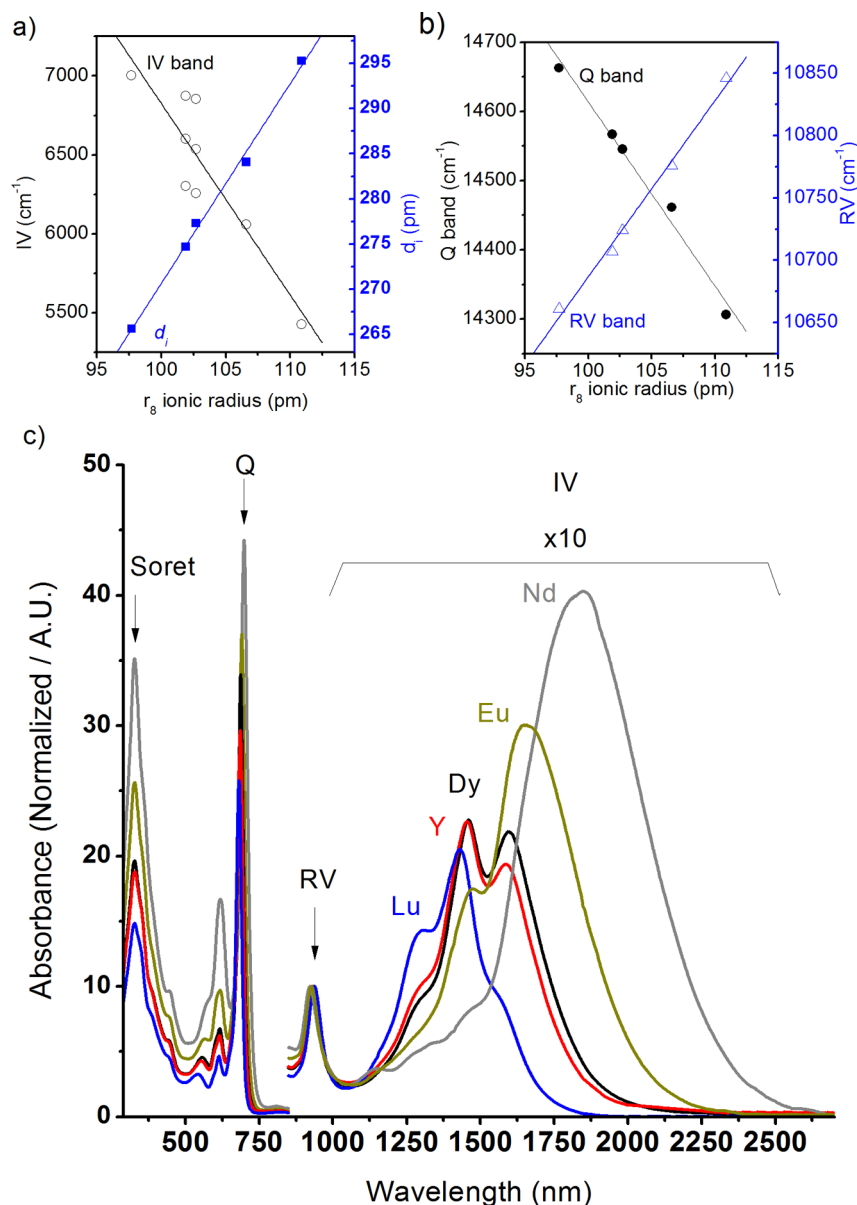 a)
IV band
7000
6500
6000
5500
IV (cm⁻¹)
295
290
285
280
275
270
265
d_i (pm)
d_i
95 100 105 110 115
r₈ ionic radius (pm)
b)
Q band
14700
14600
14500
14400
14300
Q band (cm⁻¹)
10850
10800
10750
10700
10650
RV (cm⁻¹)
RV band
95 100 105 110 115
r₈ ionic radius (pm)
c)
50
40
30
20
10
0
Absorbance (Normalized / A.U.)
Q
IV
x10
Soret
Nd
Eu
Dy
Y
RV
Lu
500 750 1000 1250 1500 1750 2000 2250 2500
Wavelength (nm)